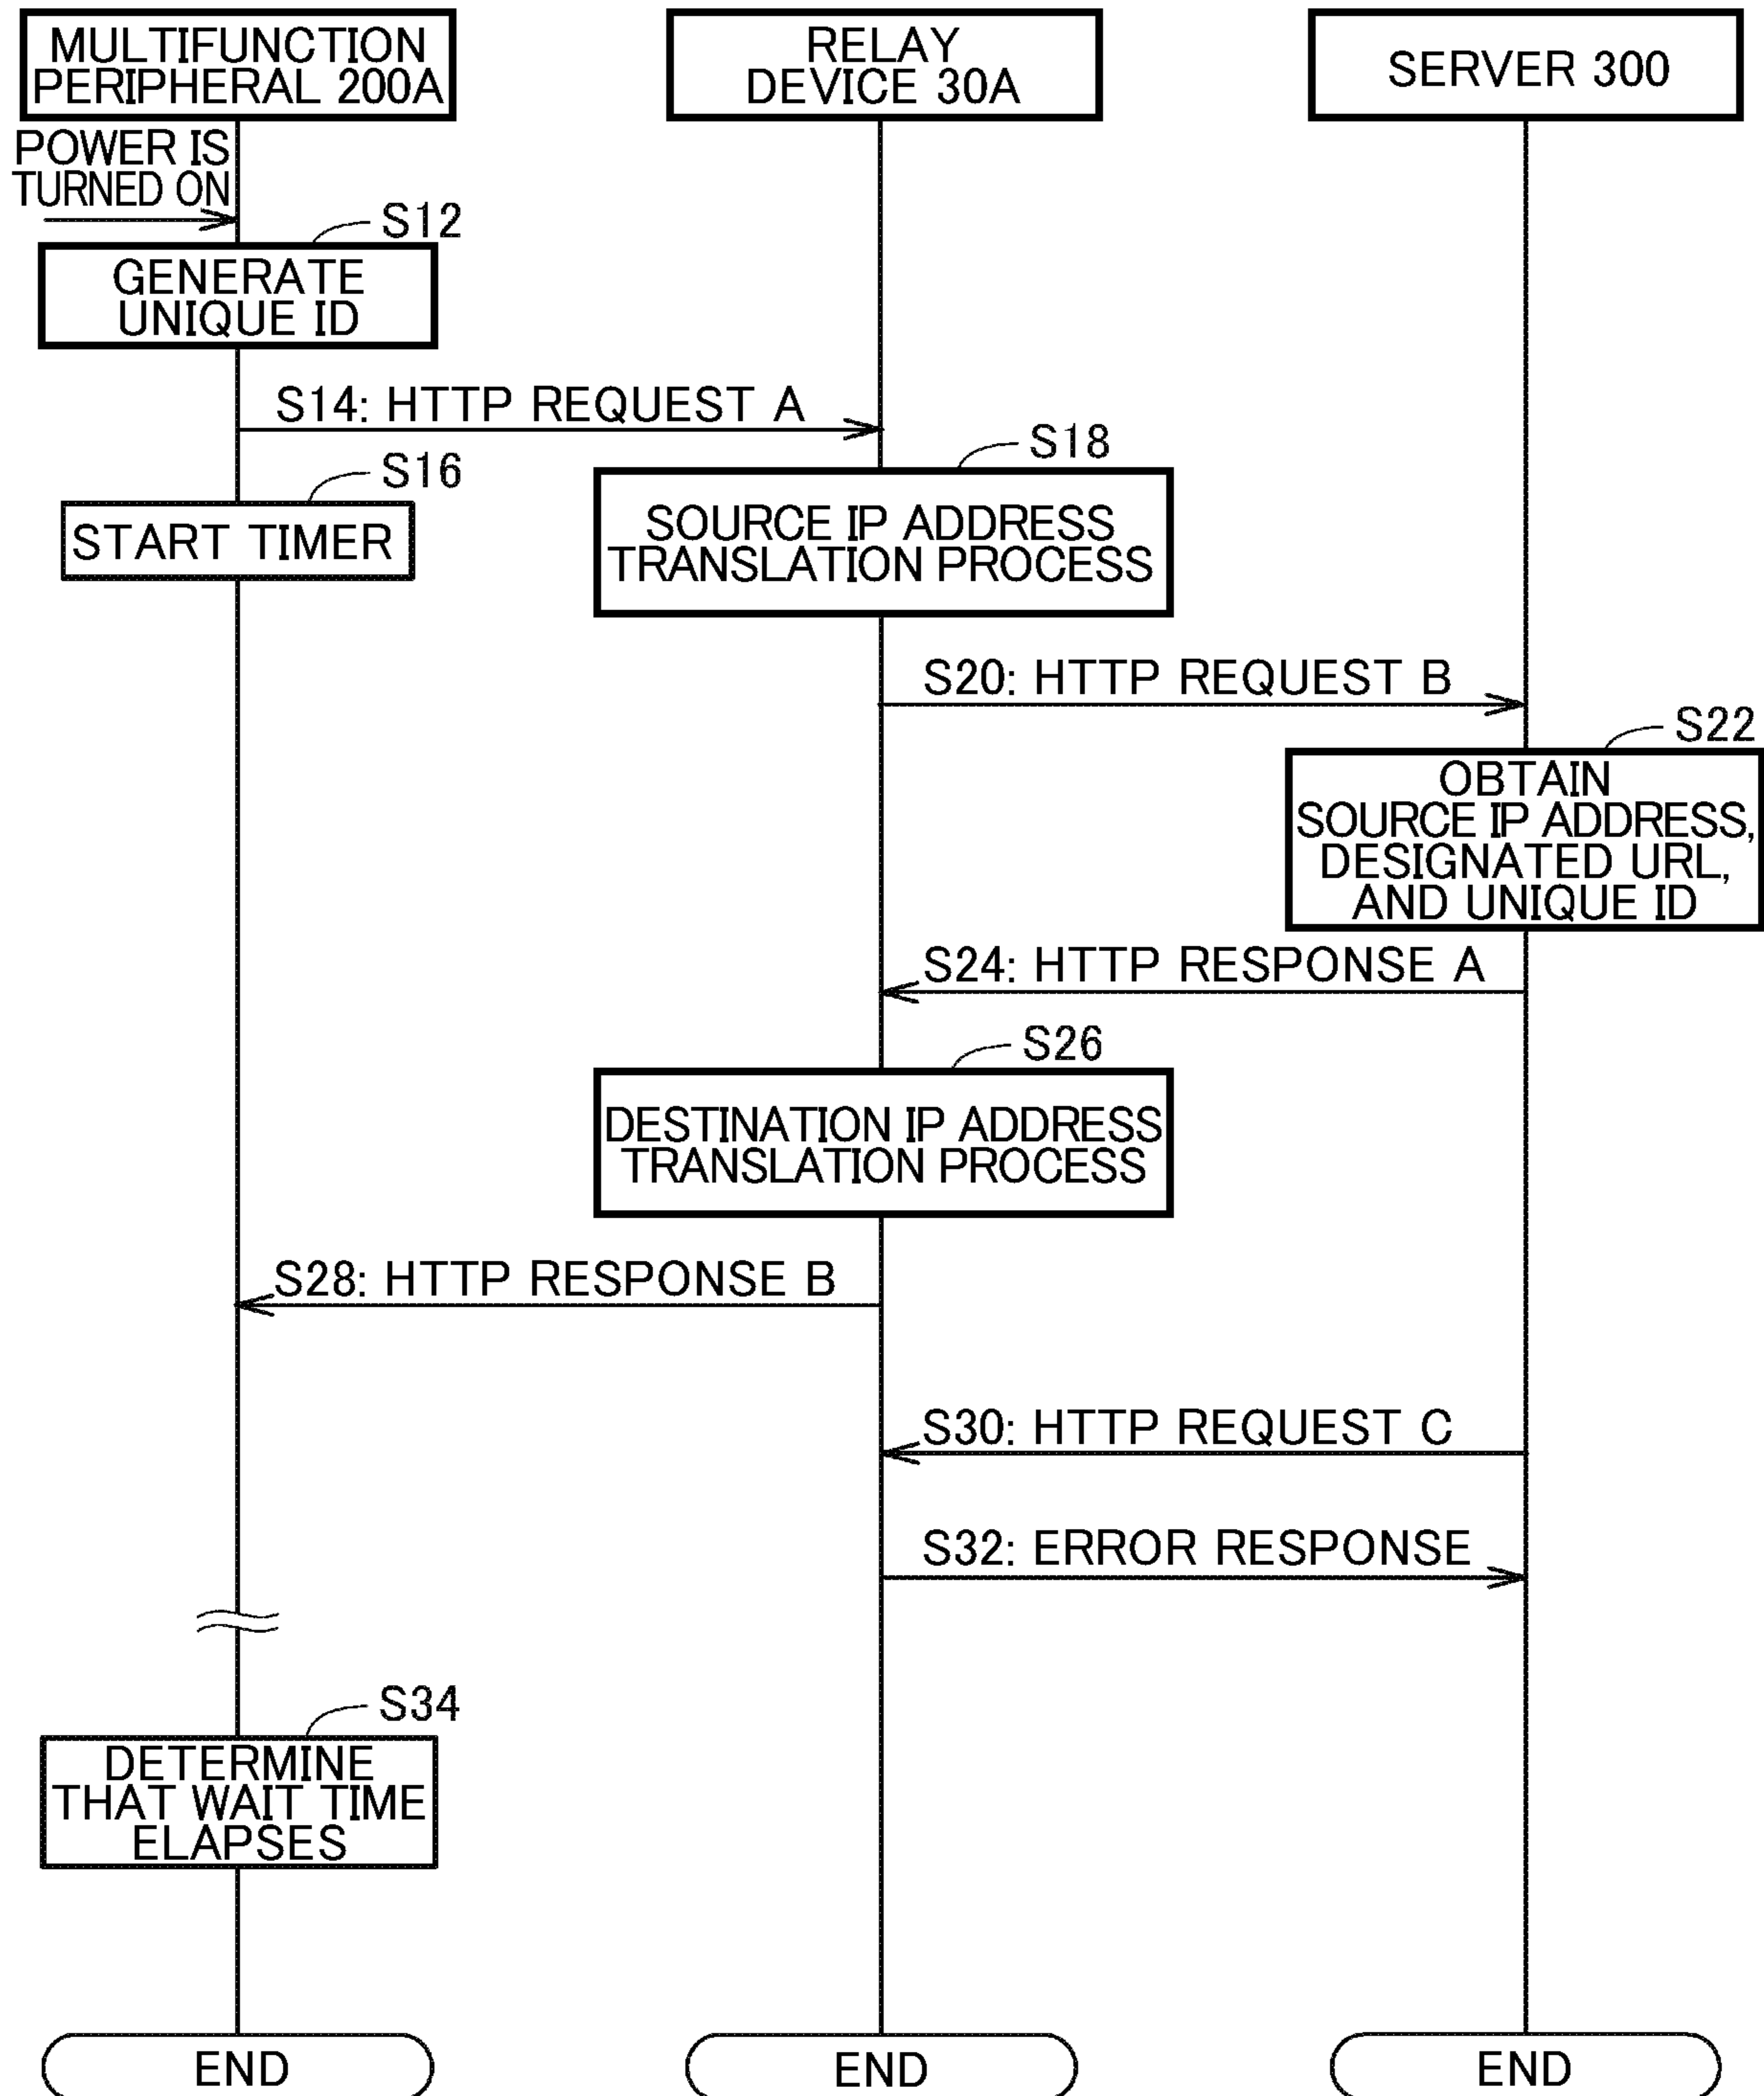 MULTIFUNCTION
PERIPHERAL 200A
RELAY
DEVICE 30A
SERVER 300
POWER IS
TURNED ON
S12
GENERATE
UNIQUE ID
S14: HTTP REQUEST A
S16
START TIMER
S18
SOURCE IP ADDRESS
TRANSLATION PROCESS
S20: HTTP REQUEST B
S22
OBTAIN
SOURCE IP ADDRESS,
DESIGNATED URL,
AND UNIQUE ID
S24: HTTP RESPONSE A
S26
DESTINATION IP ADDRESS
TRANSLATION PROCESS
S28: HTTP RESPONSE B
S30: HTTP REQUEST C
S32: ERROR RESPONSE
S34
DETERMINE
THAT WAIT TIME
ELAPSES
END
END
END